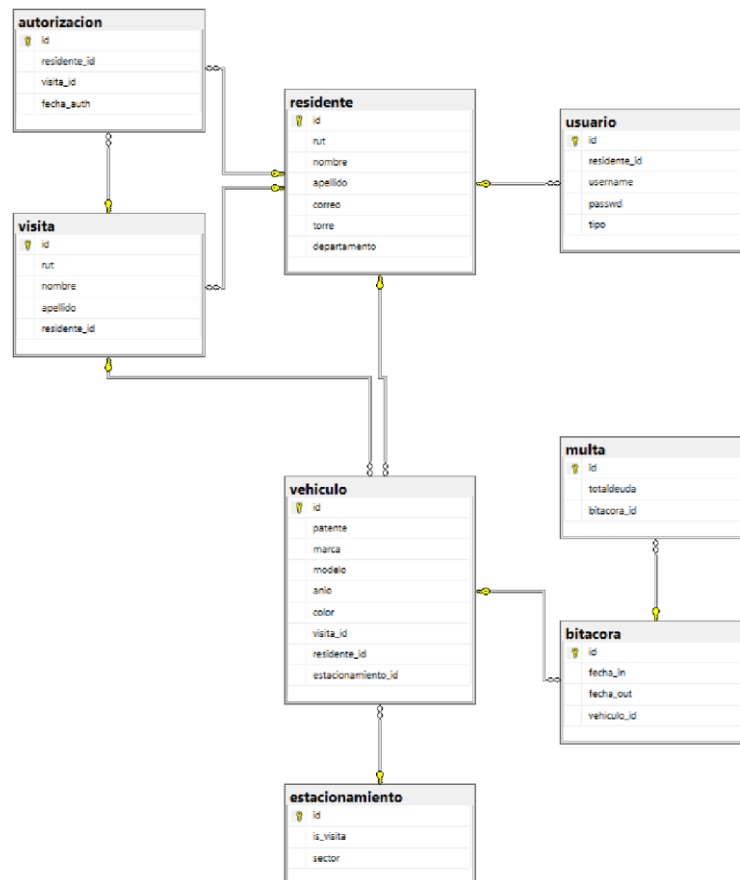 autorizacion
id
residente_id
visita_id
fecha_auth
residente
id
rut
nombre
apellido
correo
torre
departamento
usuario
id
residente_id
username
passwd
tipo
visita
id
rut
nombre
apellido
residente_id
vehiculo
id
patente
marca
modelo
anio
color
visita_id
residente_id
estacionamiento_id
multa
id
totaldeuda
bitacora_id
bitacora
id
fecha_in
fecha_out
vehiculo_id
estacionamiento
id
is_visita
sector